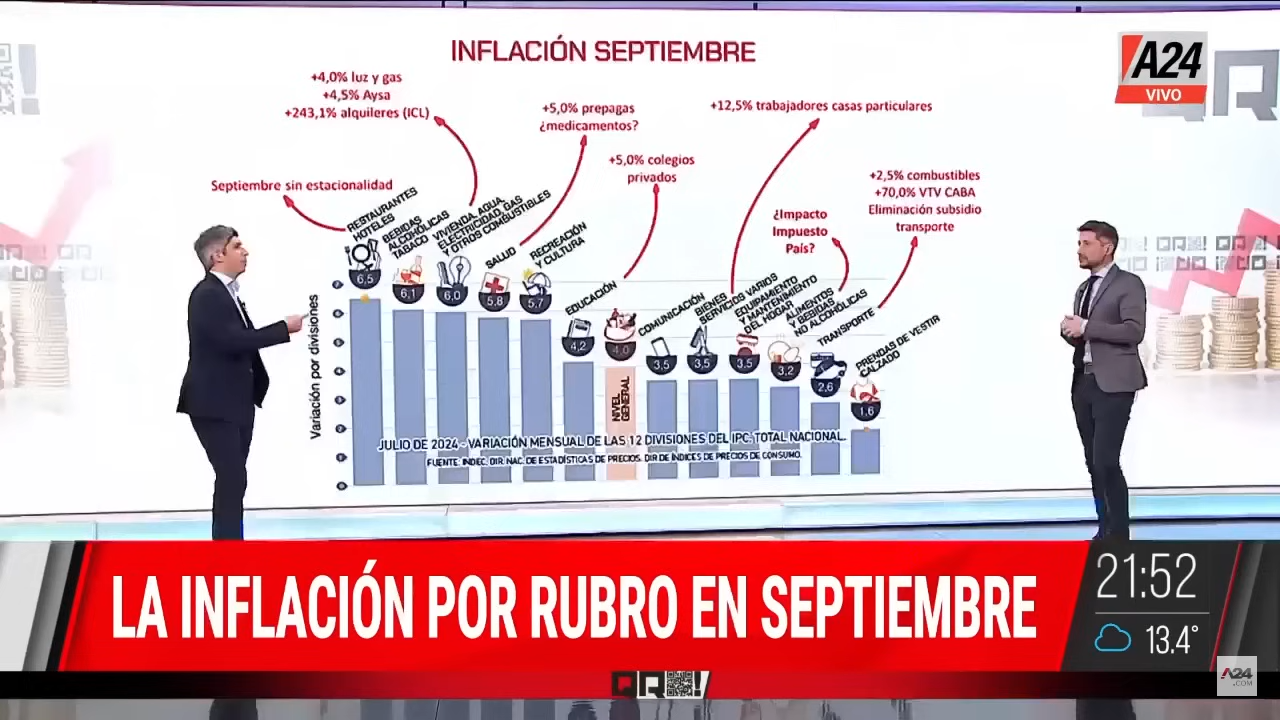 INFLACIÓN SEPTIEMBRE
A24
VIVO
QR!
+4,0% luz y gas
+4,5% Aysa
+243,1% alquileres (ICL)
+5,0% prepagas
¿medicamentos?
+12,5% trabajadores casas particulares
+5,0% colegios
privados
+2,5% combustibles
+70,0% VTV CABA
Eliminación subsidio
transporte
Septiembre sin estacionalidad
¿Impacto
Impuesto
País?
RESTAURANTES
HOTELES
BEBIDAS
ALCOHÓLICAS
TABACO
VIVIENDA, AGUA,
ELECTRICIDAD, GAS
Y OTROS COMBUSTIBLES
SALUD
RECREACIÓN
Y CULTURA
EDUCACIÓN
COMUNICACIÓN
BIENES
SERVICIOS VARIOS
EQUIPAMIENTO
Y MANTENIMIENTO
DEL HOGAR
ALIMENTOS
Y BEBIDAS
NO ALCOHÓLICAS
TRANSPORTE
PRENDAS DE VESTIR
CALZADO
6,5
6,1
6,0
5,8
5,7
4,2
4,0
3,5
3,5
3,5
3,2
2,6
1,6
Variación por divisiones
NIVEL
GENERAL
JULIO DE 2024 - VARIACIÓN MENSUAL DE LAS 12 DIVISIONES DEL IPC. TOTAL NACIONAL.
FUENTE: INDEC. DIR. NAC. DE ESTADÍSTICAS DE PRECIOS. DIR DE ÍNDICES DE PRECIOS DE CONSUMO.
LA INFLACIÓN POR RUBRO EN SEPTIEMBRE
21:52
13.4°
QR!
A24
.COM